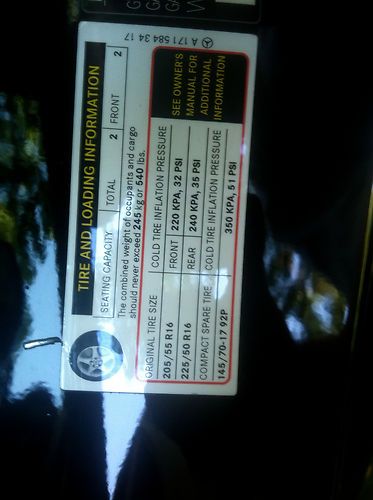 A 171 584 34 17
TIRE AND LOADING INFORMATION
SEATING CAPACITY TOTAL 2 FRONT 2
The combined weight of occupants and cargo
should never exceed 245 kg or 540 lbs.
ORIGINAL TIRE SIZE COLD TIRE INFLATION PRESSURE
205/55 R16 FRONT 220 KPA, 32 PSI
225/50 R16 REAR 240 KPA, 35 PSI
COMPACT SPARE TIRE COLD TIRE INFLATION PRESSURE
145/70-17 92P 350 KPA, 51 PSI
SEE OWNER'S
MANUAL FOR
ADDITIONAL
INFORMATION